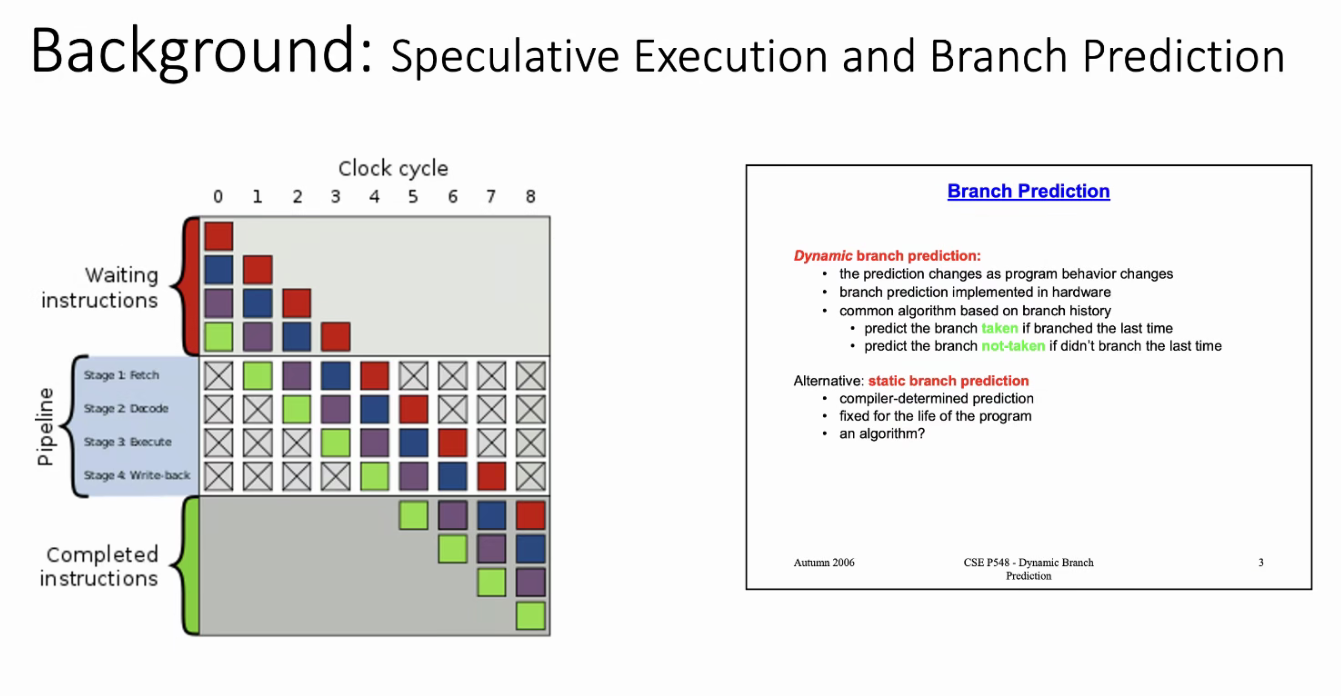 Background: Speculative Execution and Branch Prediction
Clock cycle
0 1 2 3 4 5 6 7 8
Waiting
instructions
Pipeline
Stage 1: Fetch
Stage 2: Decode
Stage 3: Execute
Stage 4: Write-back
Completed
instructions
Branch Prediction
Dynamic branch prediction:
• the prediction changes as program behavior changes
• branch prediction implemented in hardware
• common algorithm based on branch history
• predict the branch taken if branched the last time
• predict the branch not-taken if didn't branch the last time
Alternative: static branch prediction
• compiler-determined prediction
• fixed for the life of the program
• an algorithm?
Autumn 2006
CSE P548 - Dynamic Branch
Prediction
3